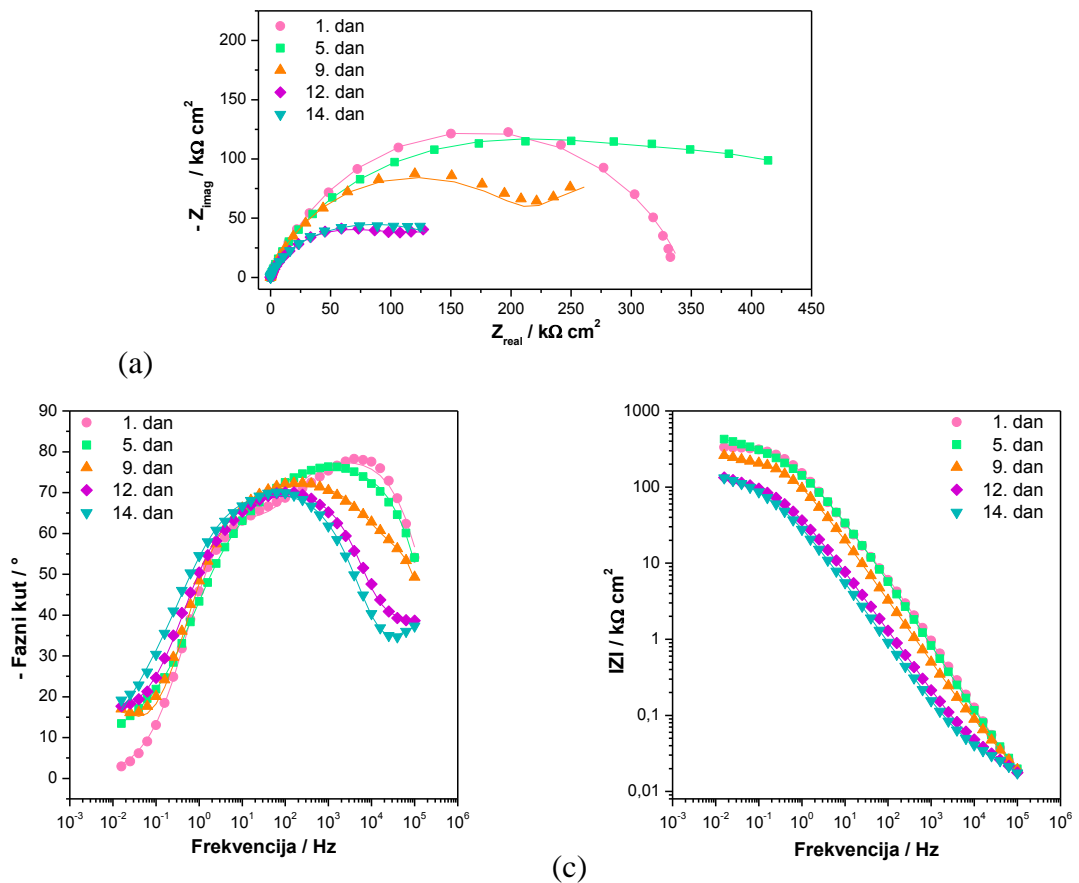 1. dan
5. dan
9. dan
12. dan
14. dan
200
150
100
50
0
- Z_imag / kΩ cm²
0 50 100 150 200 250 300 350 400 450
Z_real / kΩ cm²
(a)
1. dan
5. dan
9. dan
12. dan
14. dan
90
80
70
60
50
40
30
20
10
0
- Fazni kut / °
10⁻³ 10⁻² 10⁻¹ 10⁰ 10¹ 10² 10³ 10⁴ 10⁵ 10⁶
Frekvencija / Hz
1. dan
5. dan
9. dan
12. dan
14. dan
1000
100
10
1
0,1
0,01
IZI / kΩ cm²
10⁻³ 10⁻² 10⁻¹ 10⁰ 10¹ 10² 10³ 10⁴ 10⁵ 10⁶
Frekvencija / Hz
(c)